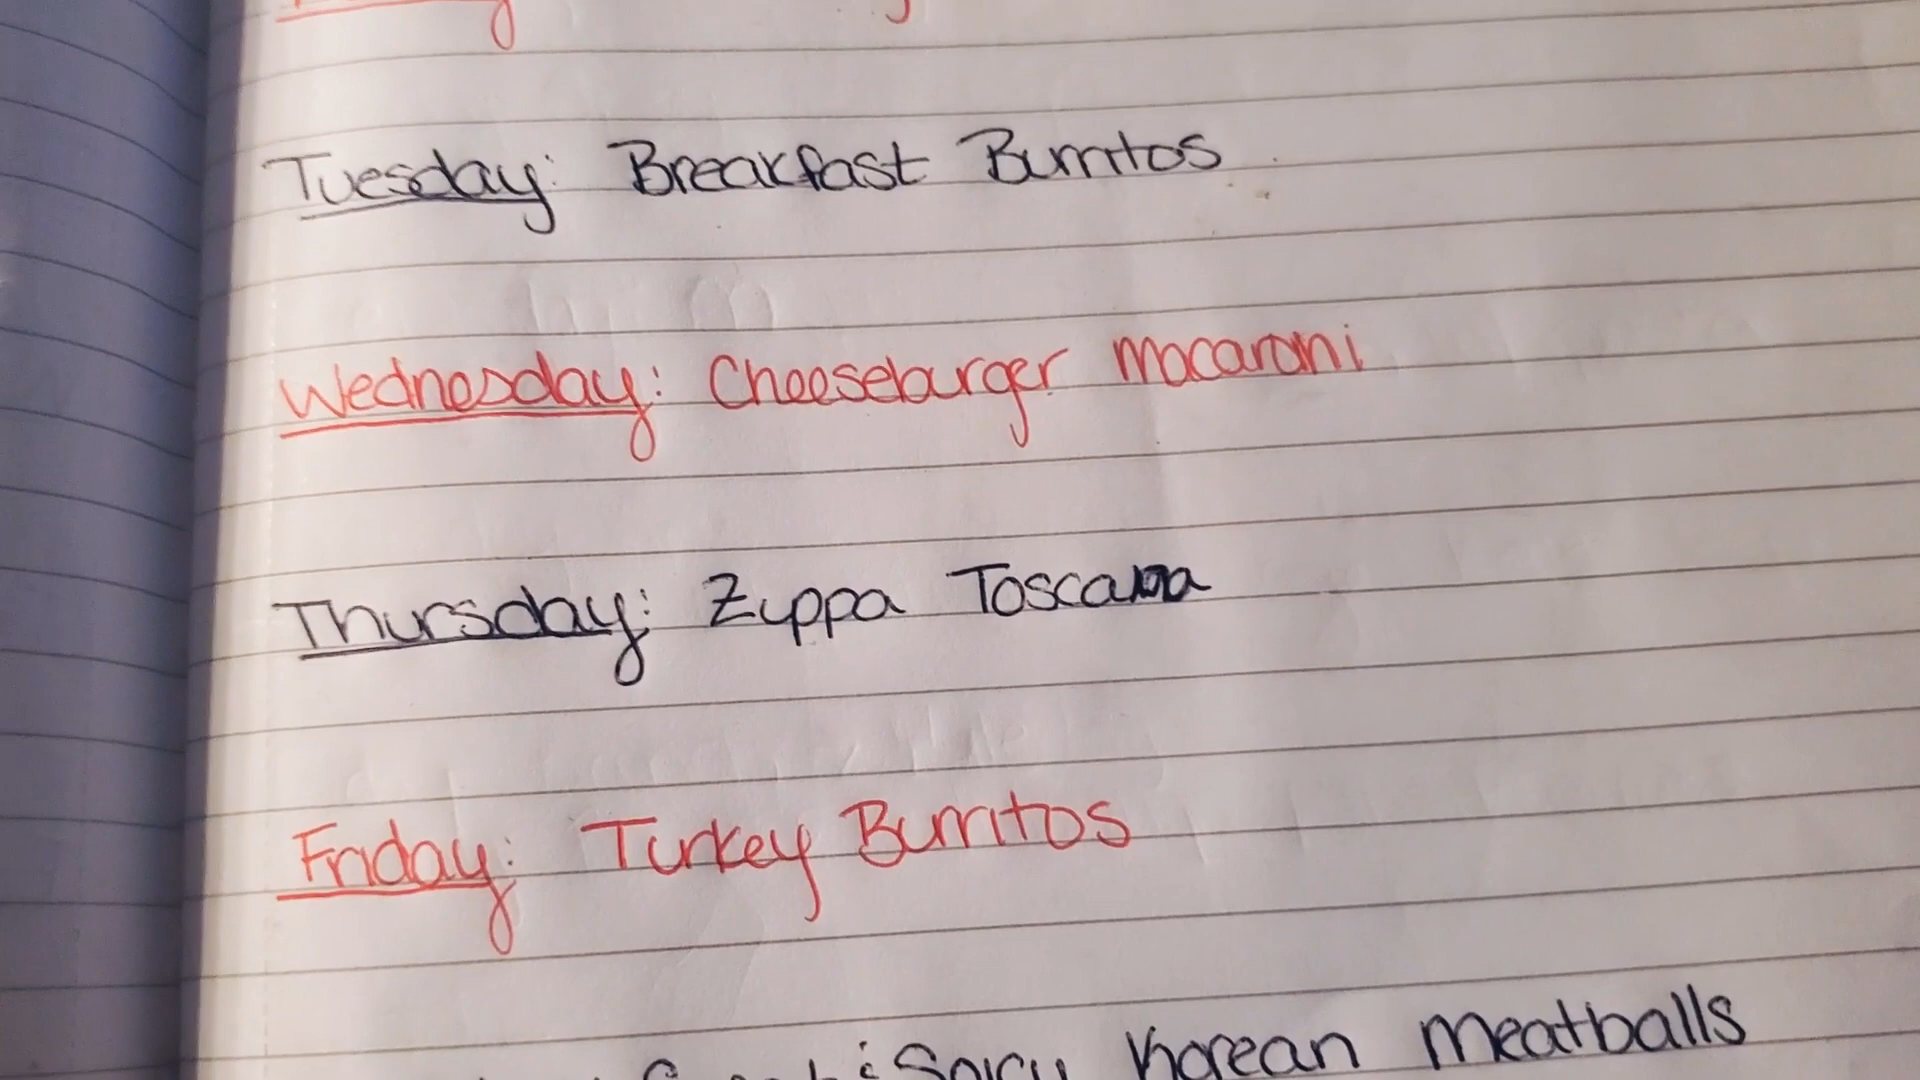 Tuesday: Breakfast Burritos
Wednesday: Cheeseburger Macaroni
Thursday: Zuppa Toscana
Friday: Turkey Burritos
& Spicy Korean Meatballs